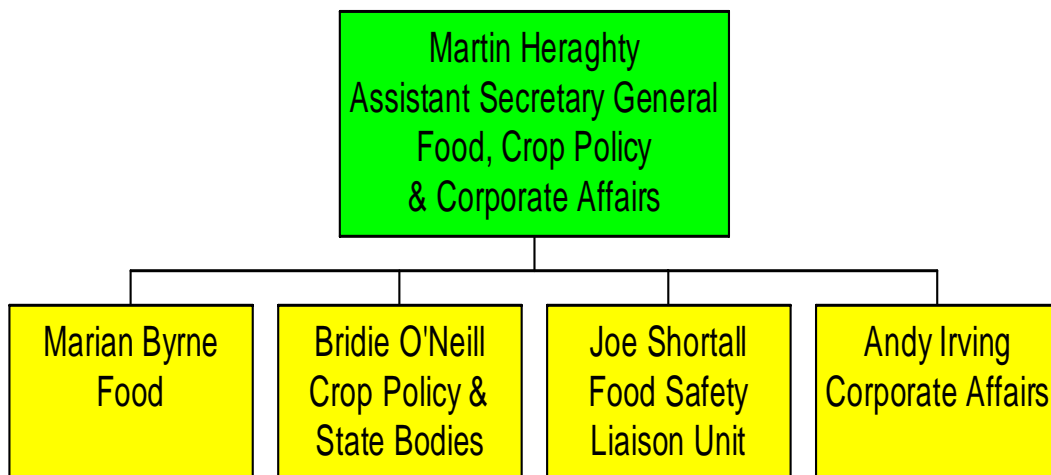 Martin Heraghty
Assistant Secretary General
Food, Crop Policy
& Corporate Affairs
Marian Byrne
Food
Bridie O'Neill
Crop Policy &
State Bodies
Joe Shortall
Food Safety
Liaison Unit
Andy Irving
Corporate Affairs